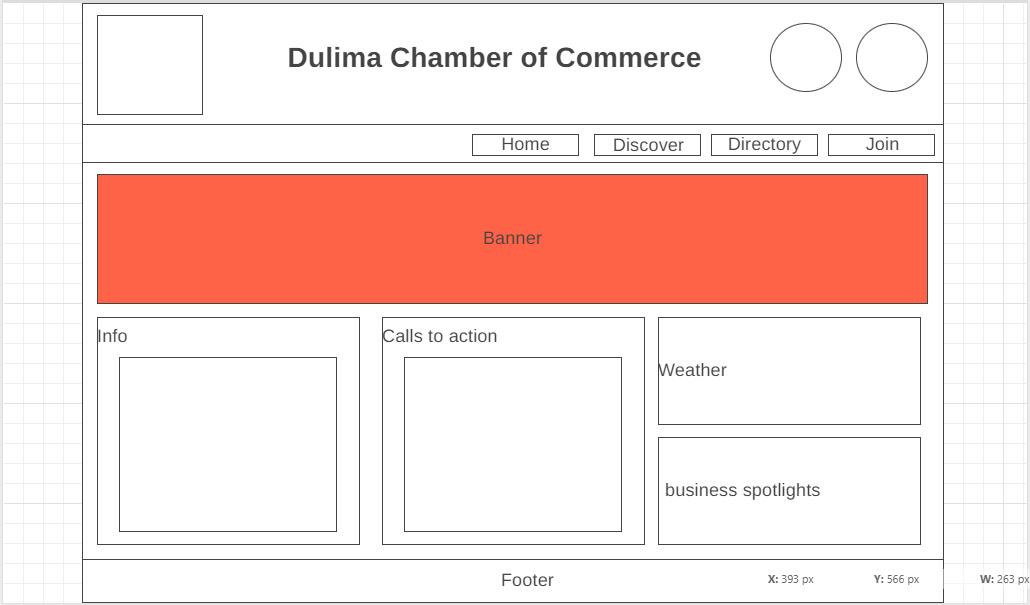 Dulima Chamber of Commerce
Home
Discover
Directory
Join
Banner
Info
Calls to action
Weather
business spotlights
Footer
X: 393 px
Y: 566 px
W: 263 px